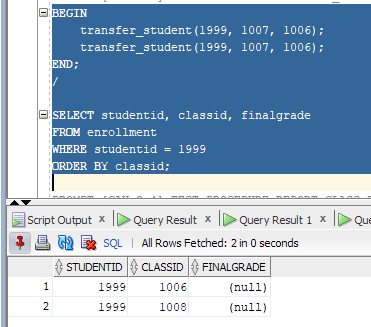 BEGIN
transfer_student(1999, 1007, 1006);
transfer_student(1999, 1007, 1006);
END;
/
SELECT studentid, classid, finalgrade
FROM enrollment
WHERE studentid = 1999
ORDER BY classid;
Script Output x Query Result x Query Result 1 x Que
SQL | All Rows Fetched: 2 in 0 seconds
STUDENTID CLASSID FINALGRADE
1 1999 1006 (null)
2 1999 1008 (null)